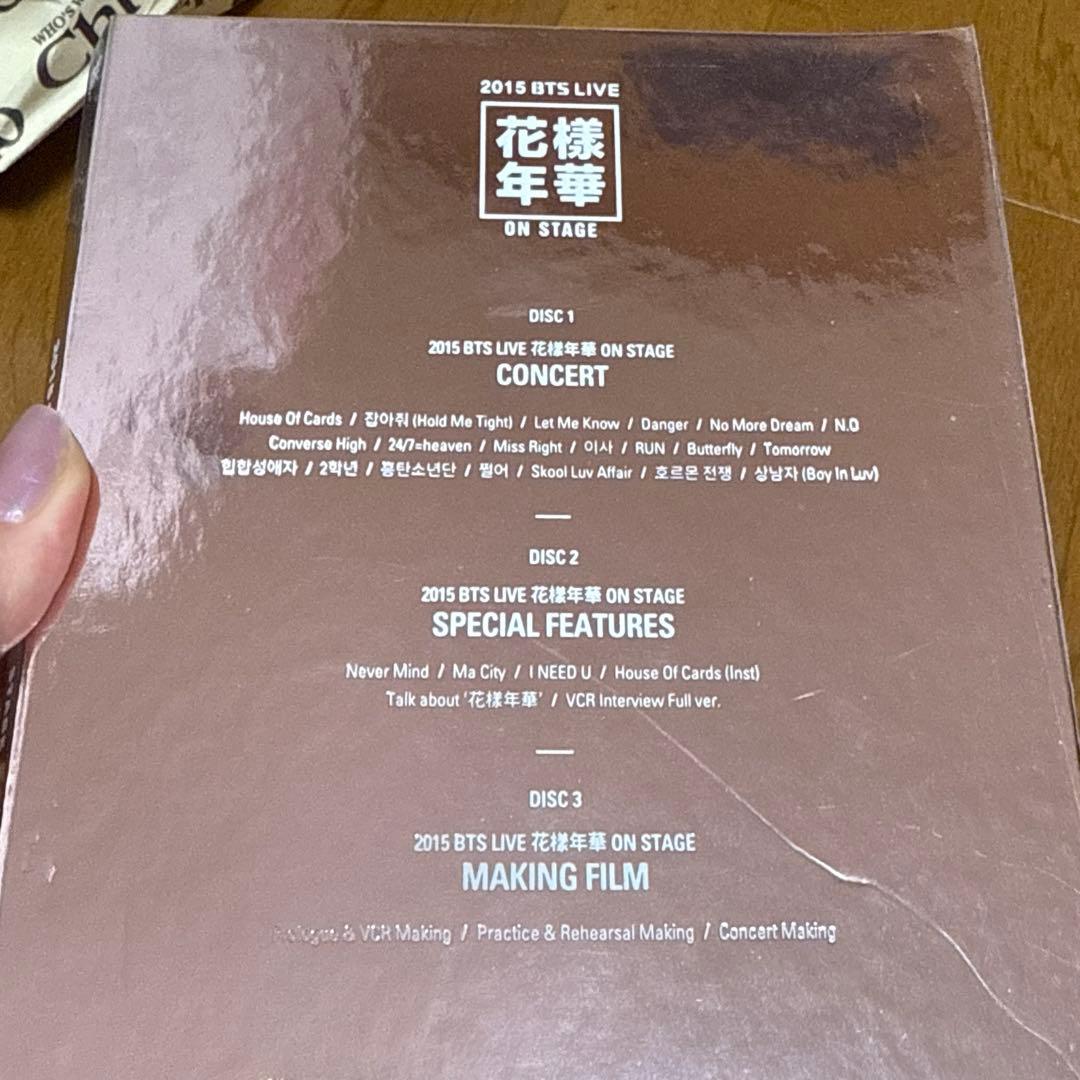 WHO'S W
Ch
2015 BTS LIVE
花樣
年華
ON STAGE
DISC 1
2015 BTS LIVE 花樣年華 ON STAGE
CONCERT
House Of Cards / 잡아줘 (Hold Me Tight) / Let Me Know / Danger / No More Dream / N.O
Converse High / 24/7=heaven / Miss Right / 이사 / RUN / Butterfly / Tomorrow
힙합성애자 / 2학년 / 흥탄소년단 / 쩔어 / Skool Luv Affair / 호르몬 전쟁 / 상남자 (Boy In Luv)
DISC 2
2015 BTS LIVE 花樣年華 ON STAGE
SPECIAL FEATURES
Never Mind / Ma City / I NEED U / House Of Cards (Inst)
Talk about '花樣年華' / VCR Interview Full ver.
DISC 3
2015 BTS LIVE 花樣年華 ON STAGE
MAKING FILM
& VCR Making / Practice & Rehearsal Making / Concert Making